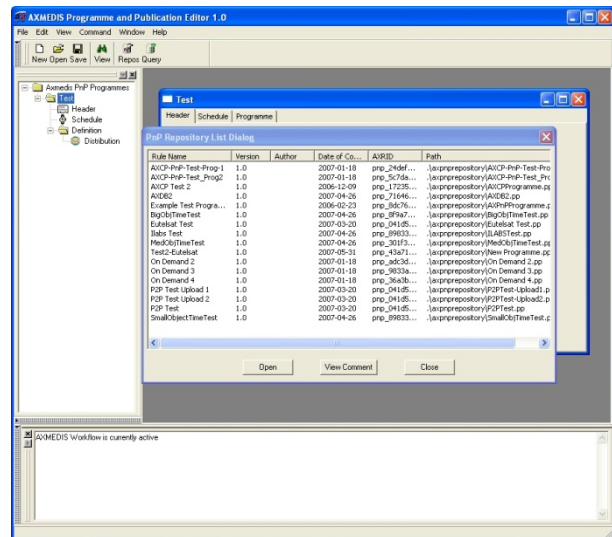 AXMEDIS Programme and Publication Editor 1.0
File Edit View Command Window Help
New Open Save View Repos Query
Axmedis PnP Programmes
Test
Header
Schedule
Definition
Distribution
Test
Header Schedule Programme
PnP Repository List Dialog
Rule Name Version Author Date of Co... AXRID Path
AXCP-PnP-Test-Prog-1 1.0 2007-01-18 pnp_24def... .\axpnprepository\AXCP-PnP-Test-Pro
AXCP-PnP-Test_Prog2 1.0 2007-01-18 pnp_5c7da... .\axpnprepository\AXCP-PnP-Test_Prc
AXCP Test 2 1.0 2006-12-09 pnp_17235... .\axpnprepository\AXCPProgramme.pp
AXDB2 1.0 2007-04-26 pnp_71646... .\axpnprepository\AXDB2.pp
Example Test Progra... 1.0 2006-02-23 pnp_8dc76... .\axpnprepository\AXPnPProgramme.p
BigObjTimeTest 1.0 2007-04-26 pnp_8f9a7... .\axpnprepository\BigObjTimeTest.pp
Eutelsat Test 1.0 2007-03-20 pnp_041d5... .\axpnprepository\Eutelsat Test.pp
Ilabs Test 1.0 2007-04-26 pnp_89833... .\axpnprepository\ILABSTest.pp
MedObjTimeTest 1.0 2007-04-26 pnp_301f3... .\axpnprepository\MedObjTimeTest.pp
Test2-Eutelsat 1.0 2007-05-31 pnp_43a71... .\axpnprepository\New Programme.pp
On Demand 2 1.0 2007-01-18 pnp_adc3d... .\axpnprepository\On Demand 2.pp
On Demand 3 1.0 2007-01-18 pnp_9833a... .\axpnprepository\On Demand 3.pp
On Demand 4 1.0 2007-01-18 pnp_36a3b... .\axpnprepository\On Demand 4.pp
P2P Test Upload 1 1.0 2007-03-20 pnp_041d5... .\axpnprepository\P2PTest-Upload1.p
P2P Test Upload 2 1.0 2007-03-20 pnp_041d5... .\axpnprepository\P2PTest-Upload2.p
P2P Test 1.0 2007-03-20 pnp_041d5... .\axpnprepository\P2PTest.pp
SmallObjectTimeTest 1.0 2007-04-26 pnp_89833... .\axpnprepository\SmallObjTimeTest.p
Open View Comment Close
AXMEDIS Workflow is currently active